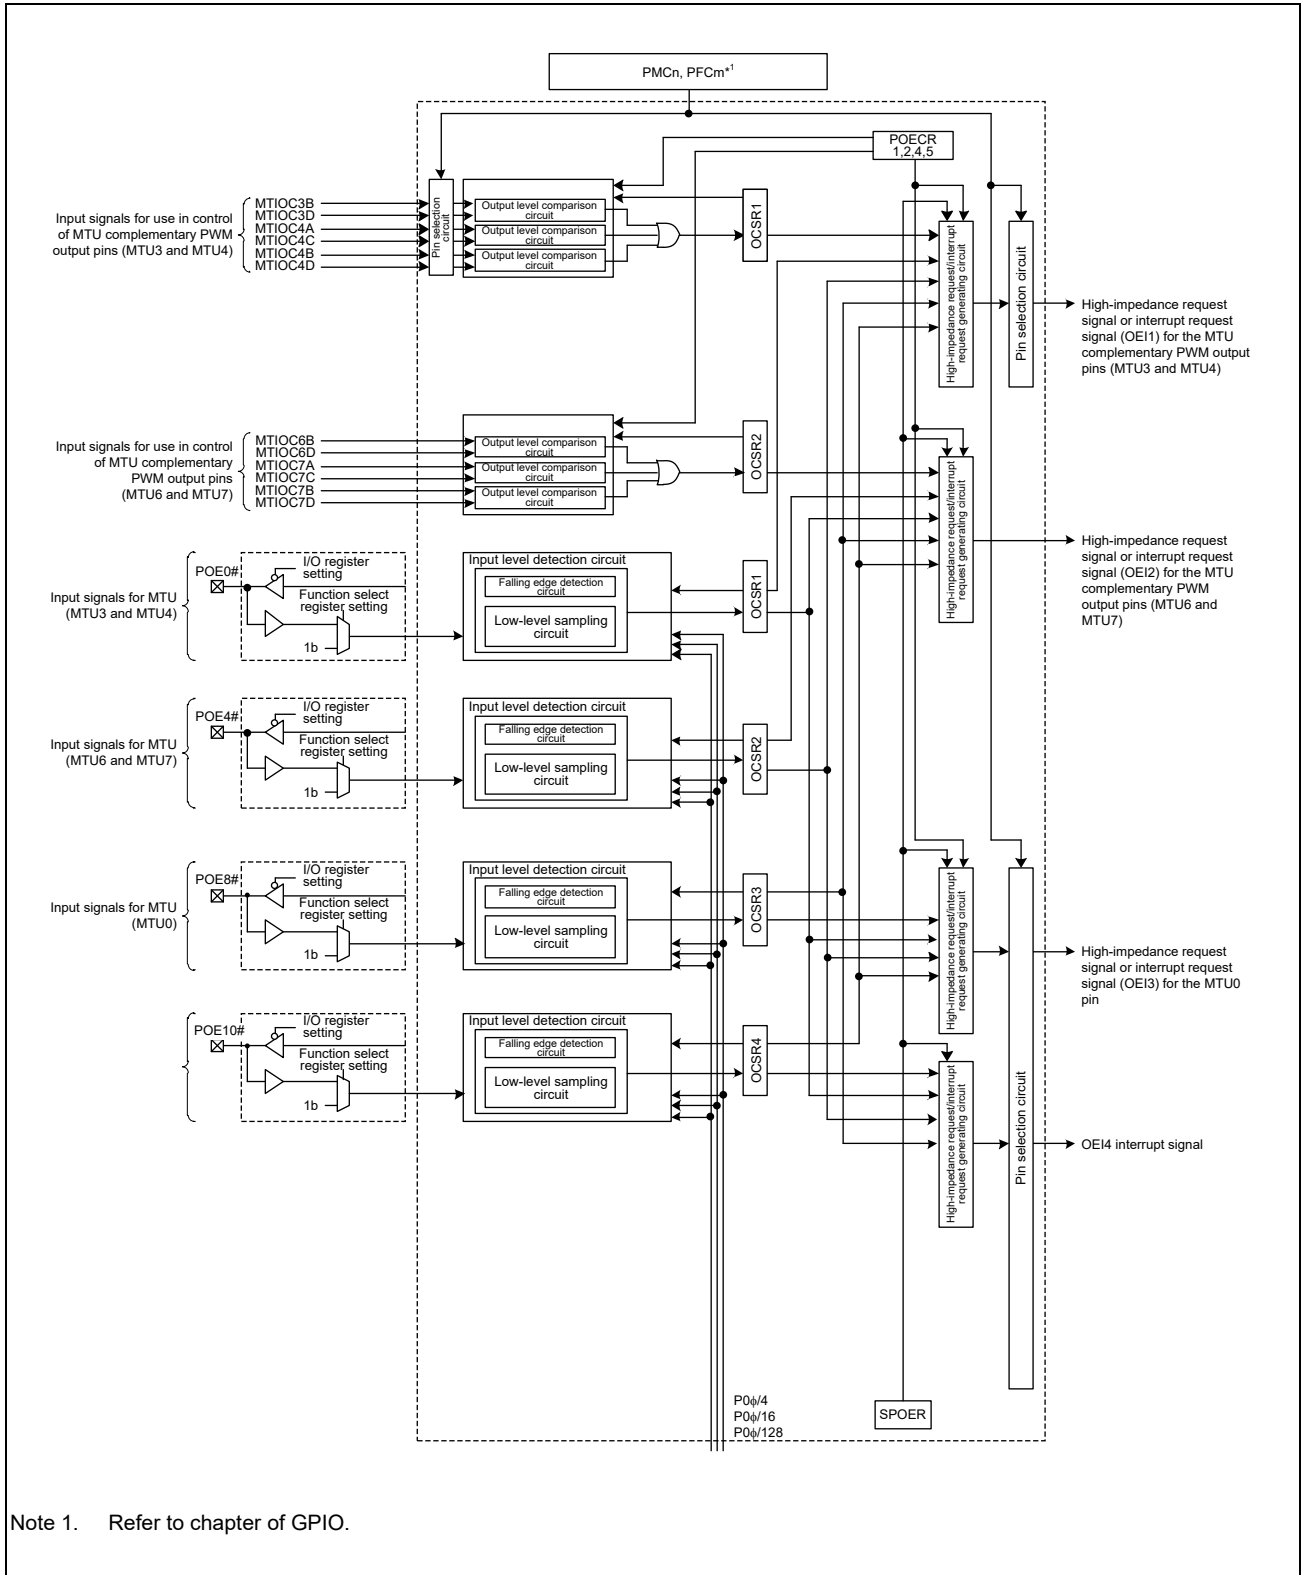 PMCn, PFCm*1
POECR
1,2,4,5
Input signals for use in control
of MTU complementary PWM
output pins (MTU3 and MTU4)
MTIOC3B
MTIOC3D
MTIOC4A
MTIOC4C
MTIOC4B
MTIOC4D
Pin selection
circuit
Output level comparison
circuit
Output level comparison
circuit
Output level comparison
circuit
OCSR1
High-impedance request/interrupt
request generating circuit
Pin selection circuit
High-impedance request
signal or interrupt request
signal (OEI1) for the MTU
complementary PWM output
pins (MTU3 and MTU4)
Input signals for use in control
of MTU complementary
PWM output pins
(MTU6 and MTU7)
MTIOC6B
MTIOC6D
MTIOC7A
MTIOC7C
MTIOC7B
MTIOC7D
Output level comparison
circuit
Output level comparison
circuit
Output level comparison
circuit
OCSR2
High-impedance request/interrupt
request generating circuit
High-impedance request
signal or interrupt request
signal (OEI2) for the MTU
complementary PWM
output pins (MTU6 and
MTU7)
Input signals for MTU
(MTU3 and MTU4)
POE0#
I/O register
setting
Function select
register setting
1b
Input level detection circuit
Falling edge detection
circuit
Low-level sampling
circuit
OCSR1
Input signals for MTU
(MTU6 and MTU7)
POE4#
I/O register
setting
Function select
register setting
1b
Input level detection circuit
Falling edge detection
circuit
Low-level sampling
circuit
OCSR2
Input signals for MTU
(MTU0)
POE8#
I/O register
setting
Function select
register setting
1b
Input level detection circuit
Falling edge detection
circuit
Low-level sampling
circuit
OCSR3
High-impedance request/interrupt
request generating circuit
High-impedance request
signal or interrupt request
signal (OEI3) for the MTU0
pin
POE10#
I/O register
setting
Function select
register setting
1b
Input level detection circuit
Falling edge detection
circuit
Low-level sampling
circuit
OCSR4
High-impedance request/interrupt
request generating circuit
Pin selection circuit
OEI4 interrupt signal
P0ϕ/4
P0ϕ/16
P0ϕ/128
SPOER
Note 1. Refer to chapter of GPIO.